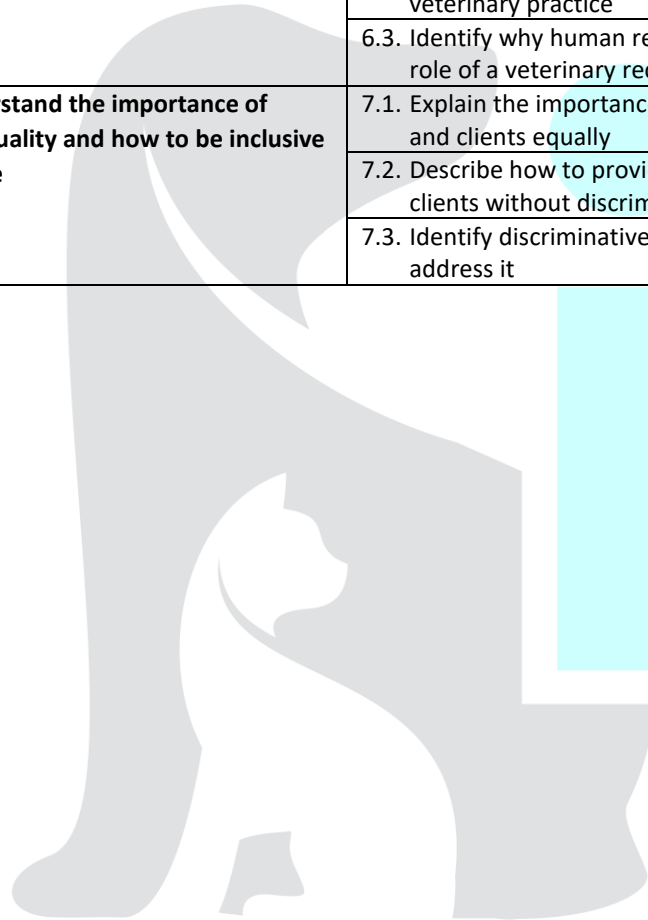 veterinary practice
6.3. Identify why human re
role of a veterinary rec
rstand the importance of
uality and how to be inclusive
e
7.1. Explain the importanc
and clients equally
7.2. Describe how to provi
clients without discrim
7.3. Identify discriminative
address it